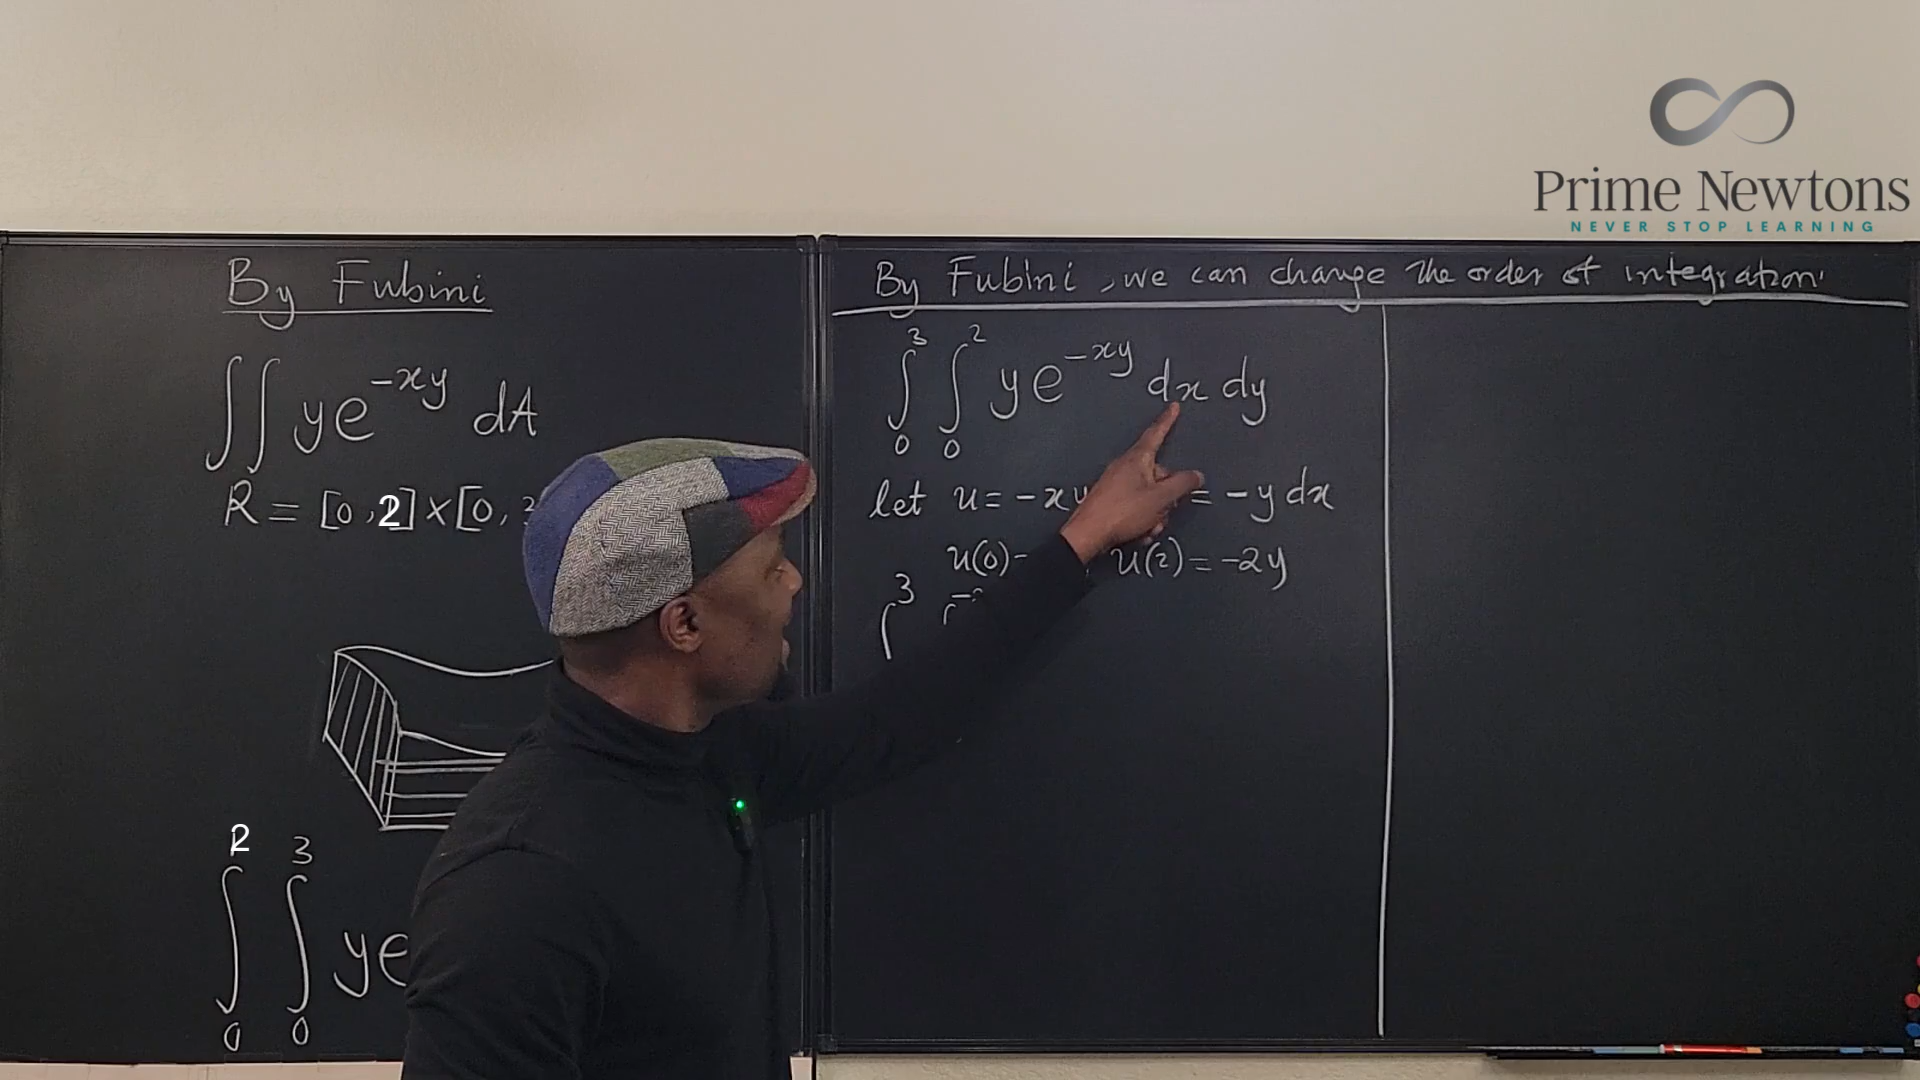 Prime Newtons
NEVER STOP LEARNING
By Fubini
∬ ye^{-xy} dA
R = [0, 2] × [0,
2 3
∫ ∫ ye
0 0
By Fubini, we can change the order of integration.
3 2
∫ ∫ ye^{-xy} dx dy
0 0
let u = -xy = -y dx
u(0) u(2) = -2y
3
∫